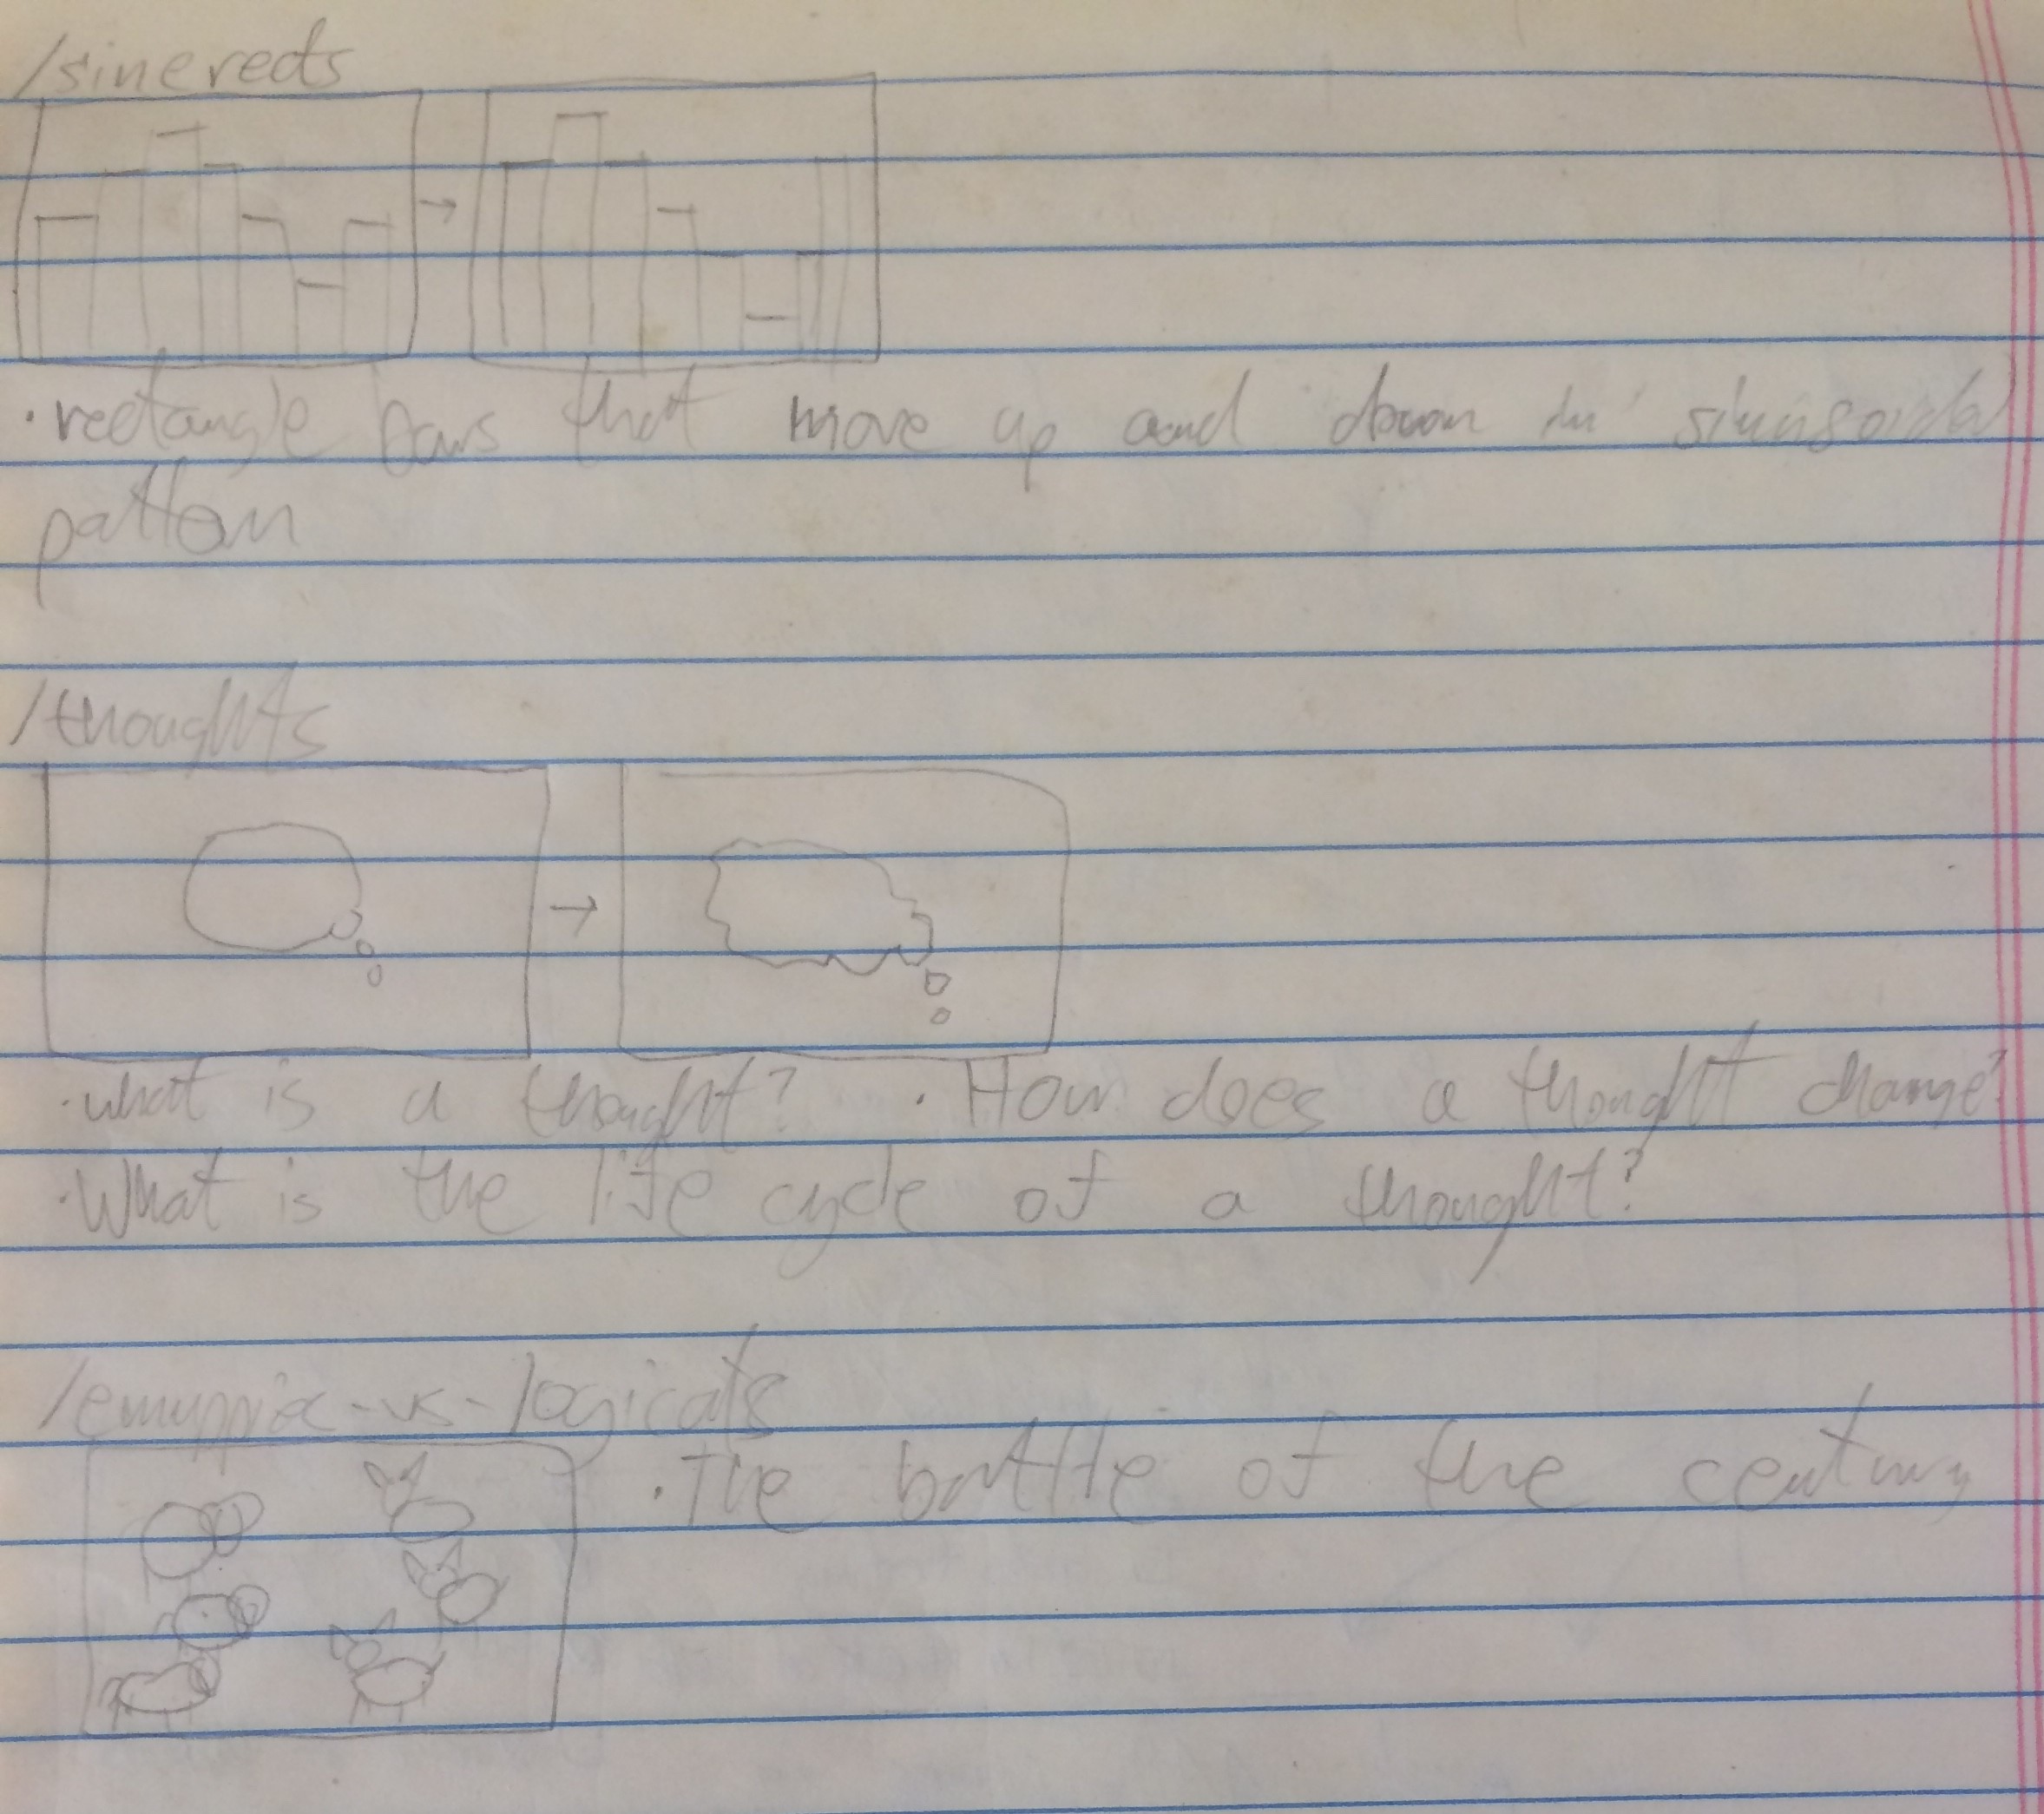 /sinerects
• rectangle bars that move up and down in sinusoidal
pattern
/thoughts
• what is a thought? • How does a thought change?
• What is the life cycle of a thought?
-vs-logicats
• The battle of the century